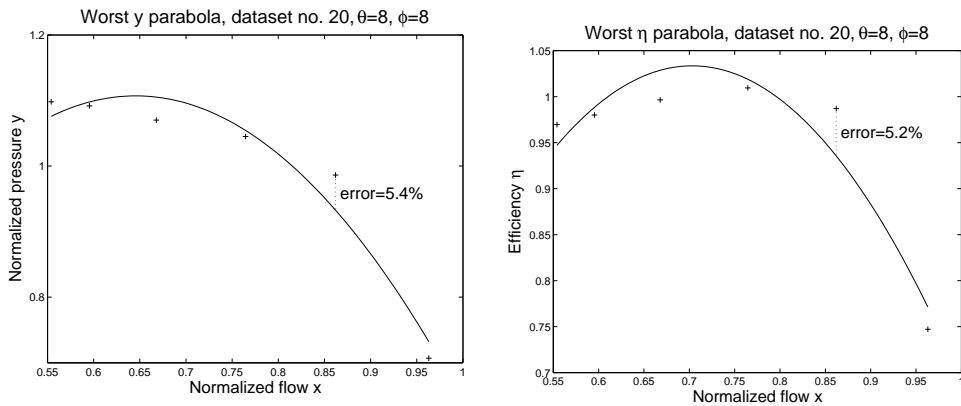 Worst y parabola, dataset no. 20, θ=8, ϕ=8
1.2
1
0.8
Normalized pressure y
error=5.4%
0.55 0.6 0.65 0.7 0.75 0.8 0.85 0.9 0.95 1
Normalized flow x
Worst η parabola, dataset no. 20, θ=8, ϕ=8
1.05
1
0.95
0.9
0.85
0.8
0.75
0.7
Efficiency η
error=5.2%
0.55 0.6 0.65 0.7 0.75 0.8 0.85 0.9 0.95 1
Normalized flow x